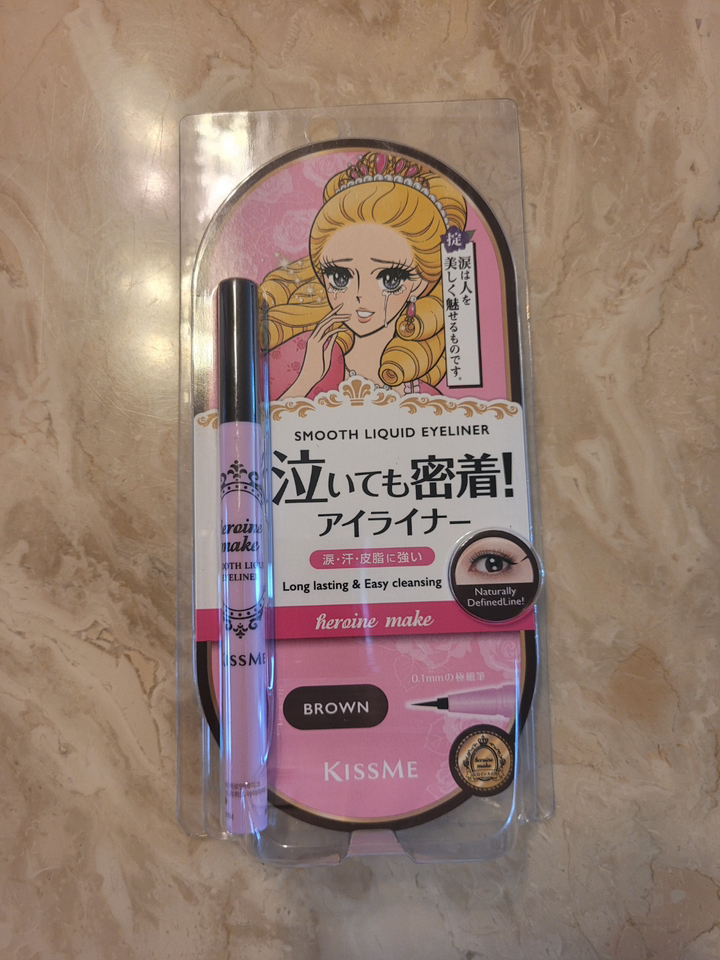 掟
涙は人を
美しく魅せるものです。
SMOOTH LIQUID EYELINER
泣いても密着!
アイライナー
涙・汗・皮脂に強い
Long lasting & Easy cleansing
Naturally
DefinedLine!
heroine make
0.1mmの極細筆
BROWN
KISSME
heroine
make
heroine
make
EYELINER
KISSME